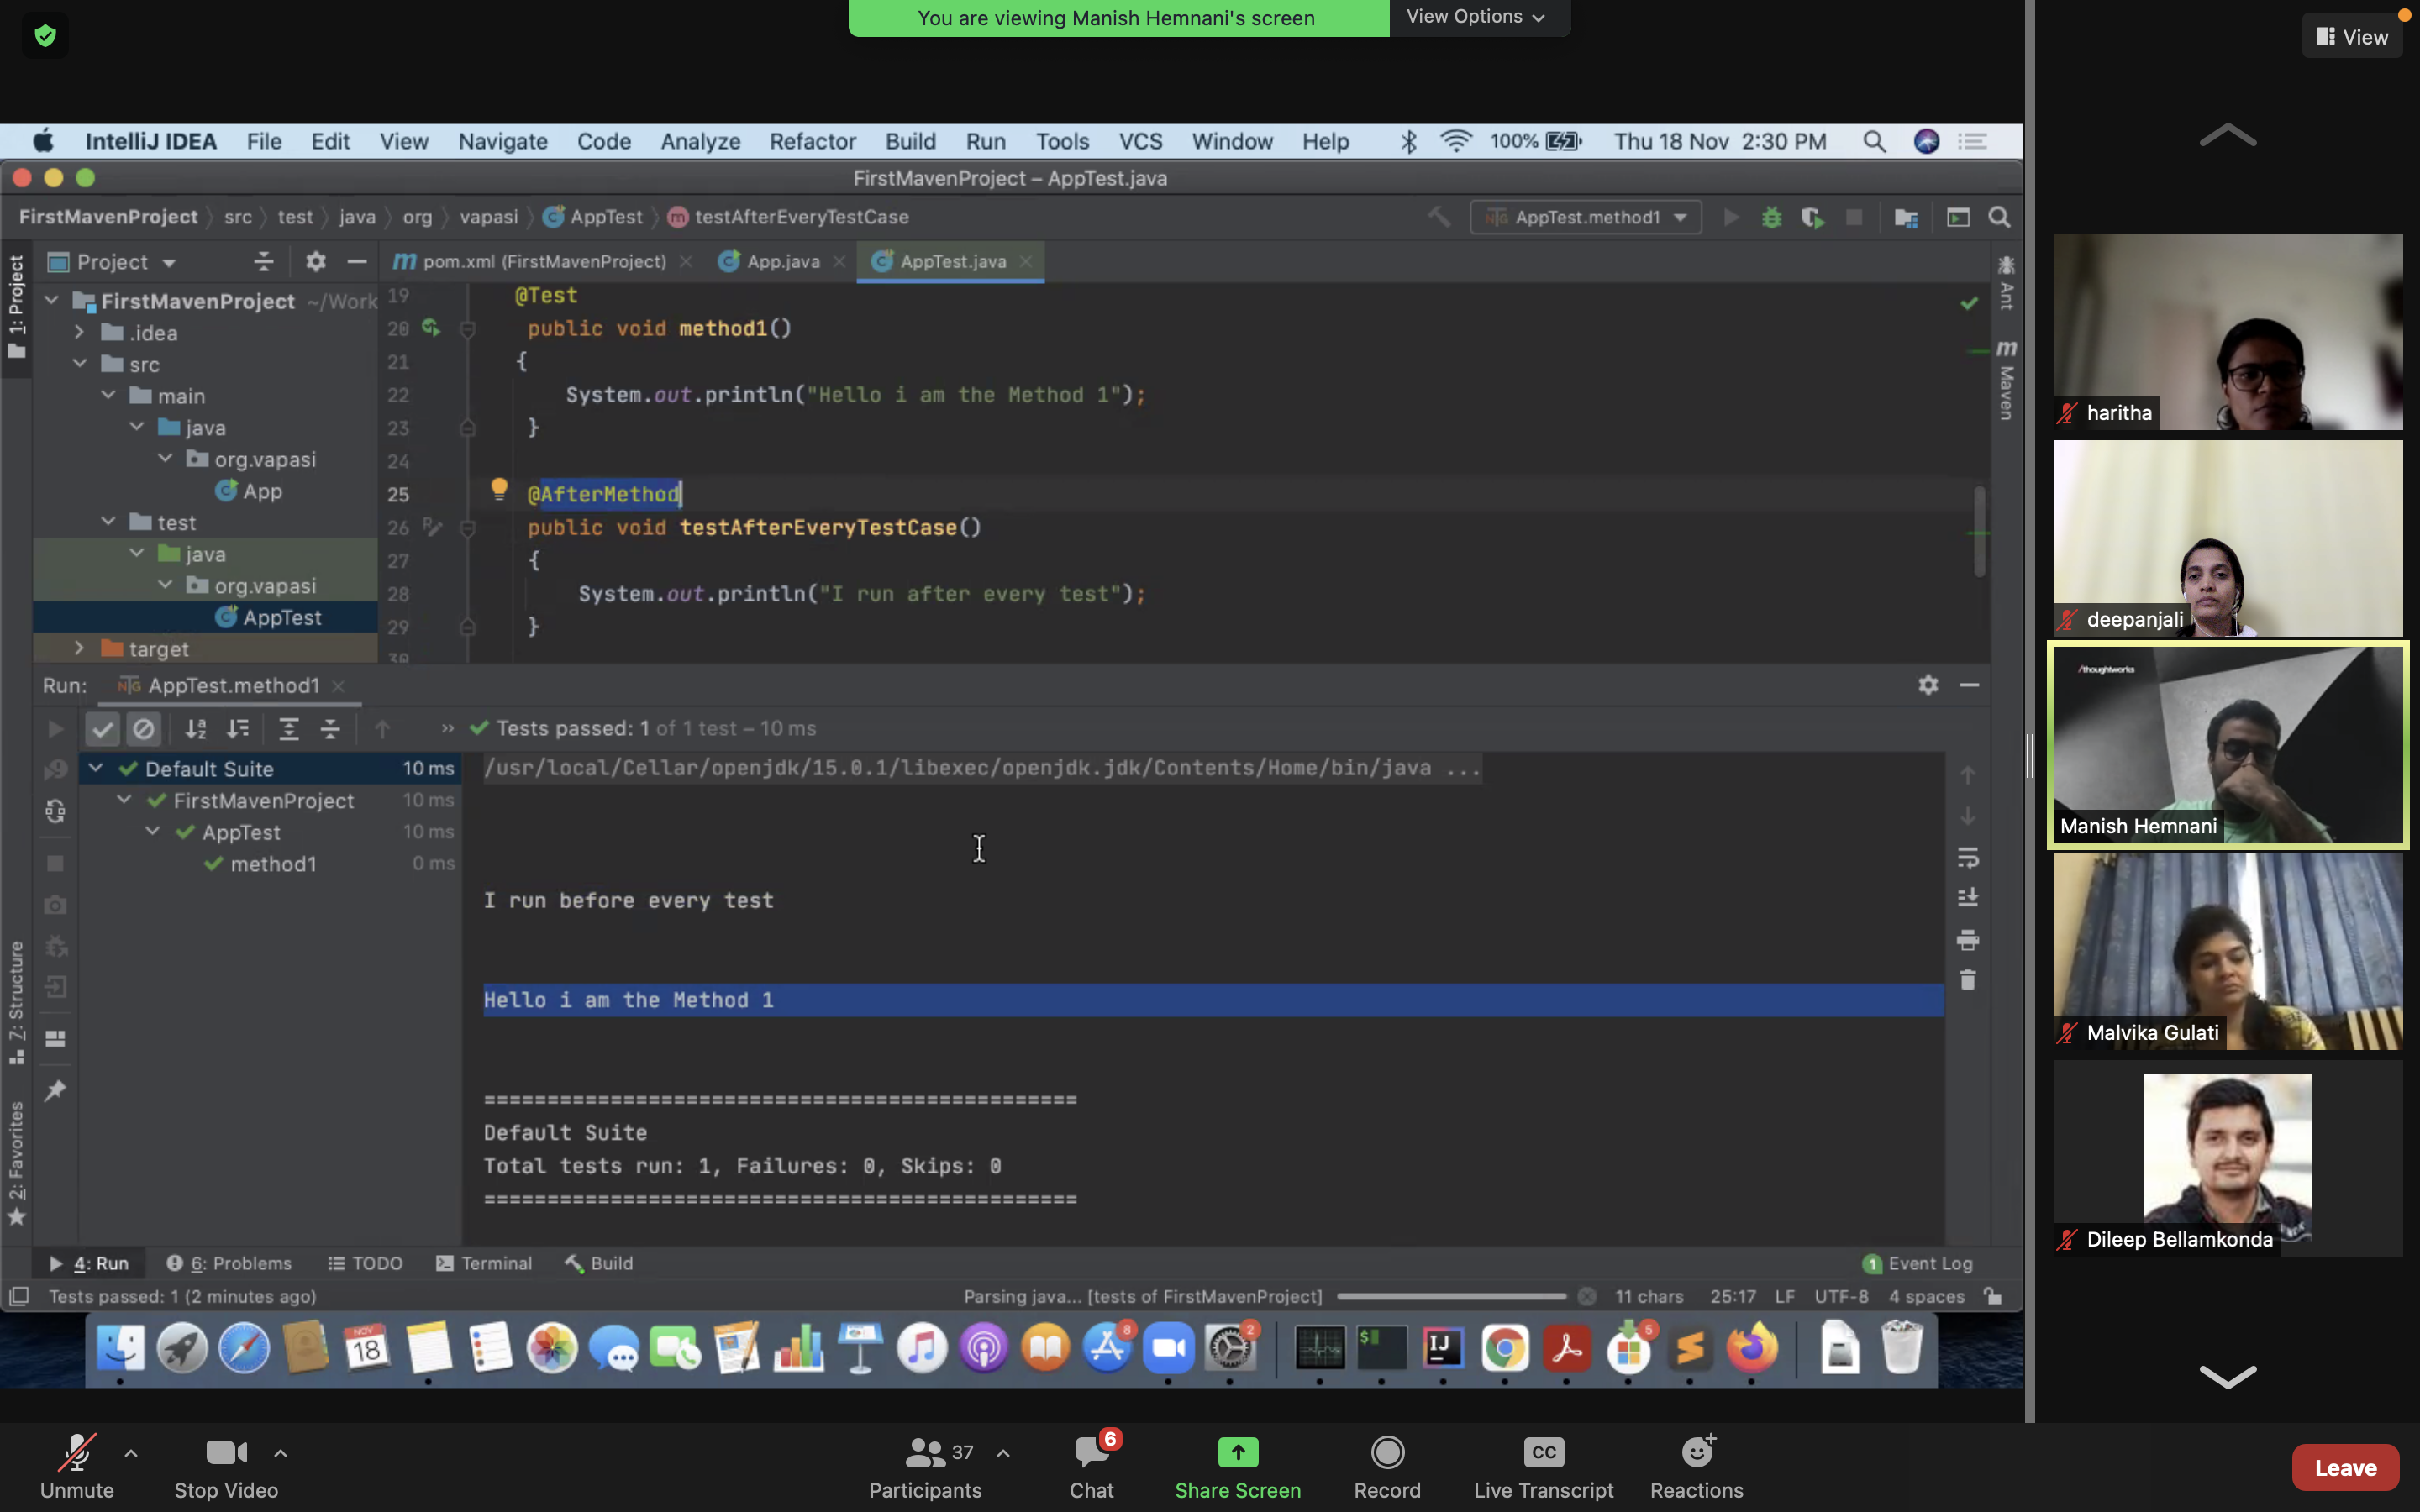 You are viewing Manish Hemnani's screen
View Options
View
IntelliJ IDEA File Edit View Navigate Code Analyze Refactor Build Run Tools VCS Window Help 100% Thu 18 Nov 2:30 PM
FirstMavenProject – AppTest.java
FirstMavenProject src test java org vapasi AppTest m testAfterEveryTestCase
AppTest.method1
1: Project
Project
m pom.xml (FirstMavenProject)
App.java
AppTest.java
FirstMavenProject ~/Work
.idea
src
main
java
org.vapasi
App
test
java
org.vapasi
AppTest
target
19 @Test
20 public void method1()
21 {
22 System.out.println("Hello i am the Method 1");
23 }
24
25 @AfterMethod
26 public void testAfterEveryTestCase()
27 {
28 System.out.println("I run after every test");
29 }
30
Ant
m Maven
Run: AppTest.method1
Tests passed: 1 of 1 test – 10 ms
Default Suite 10 ms
FirstMavenProject 10 ms
AppTest 10 ms
method1 0 ms
/usr/local/Cellar/openjdk/15.0.1/libexec/openjdk.jdk/Contents/Home/bin/java ...
I run before every test
Hello i am the Method 1
===============================================
Default Suite
Total tests run: 1, Failures: 0, Skips: 0
===============================================
7: Structure
2: Favorites
4: Run
6: Problems
TODO
Terminal
Build
1 Event Log
Tests passed: 1 (2 minutes ago)
Parsing java... [tests of FirstMavenProject]
11 chars 25:17 LF UTF-8 4 spaces
NOV
18
8
2
$
IJ
5
haritha
deepanjali
/thoughtworks
Manish Hemnani
Malvika Gulati
Dileep Bellamkonda
Unmute
Stop Video
37
Participants
6
Chat
Share Screen
Record
CC
Live Transcript
Reactions
Leave